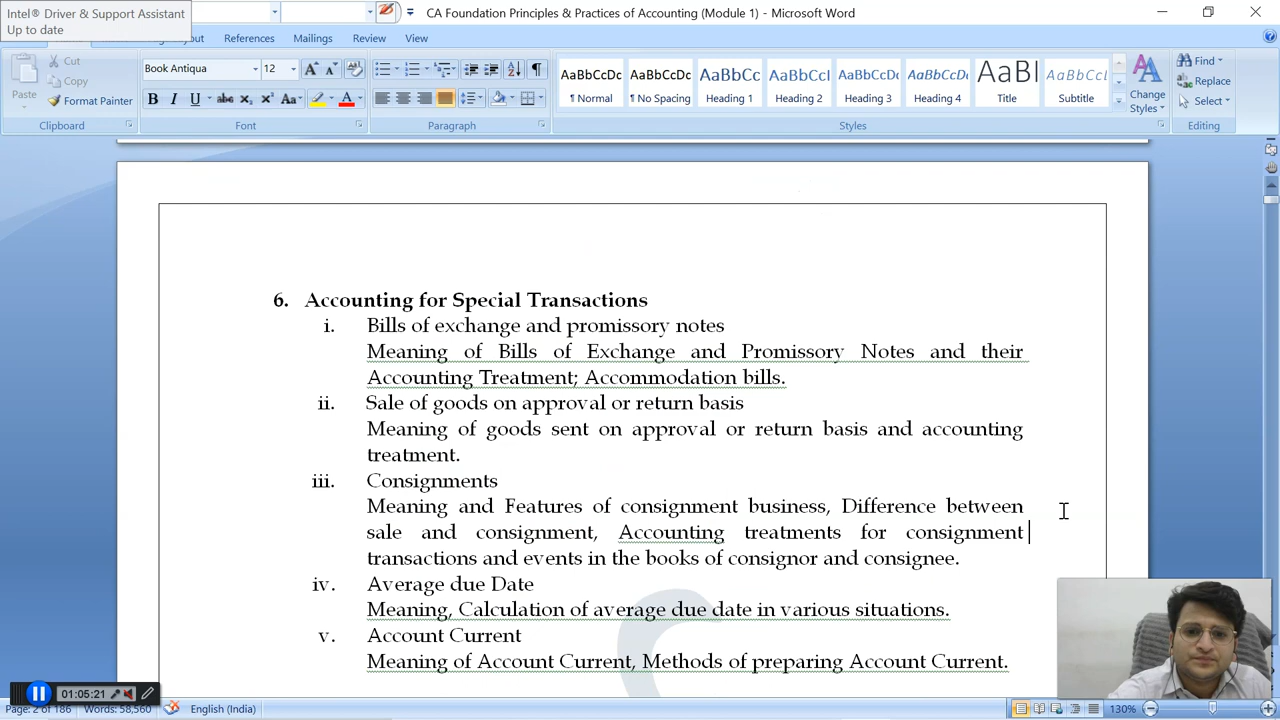 Intel® Driver & Support Assistant
Up to date
CA Foundation Principles & Practices of Accounting (Module 1) - Microsoft Word
References Mailings Review View
Paste
Cut
Copy
Format Painter
Clipboard
Book Antiqua 12
Font
Paragraph
AaBbCcDc AaBbCcDc AaBbCc AaBbCcI AaBbCcDc AaBbCcDc AaBl AaBbCcDc
¶ Normal ¶ No Spacing Heading 1 Heading 2 Heading 3 Heading 4 Title Subtitle
Change Styles
Styles
Find
Replace
Select
Editing
6. Accounting for Special Transactions
i. Bills of exchange and promissory notes
Meaning of Bills of Exchange and Promissory Notes and their
Accounting Treatment; Accommodation bills.
ii. Sale of goods on approval or return basis
Meaning of goods sent on approval or return basis and accounting
treatment.
iii. Consignments
Meaning and Features of consignment business, Difference between
sale and consignment, Accounting treatments for consignment
transactions and events in the books of consignor and consignee.
iv. Average due Date
Meaning, Calculation of average due date in various situations.
v. Account Current
Meaning of Account Current, Methods of preparing Account Current.
01:05:21
Page: 2 of 186 Words: 58,560 English (India) 130%